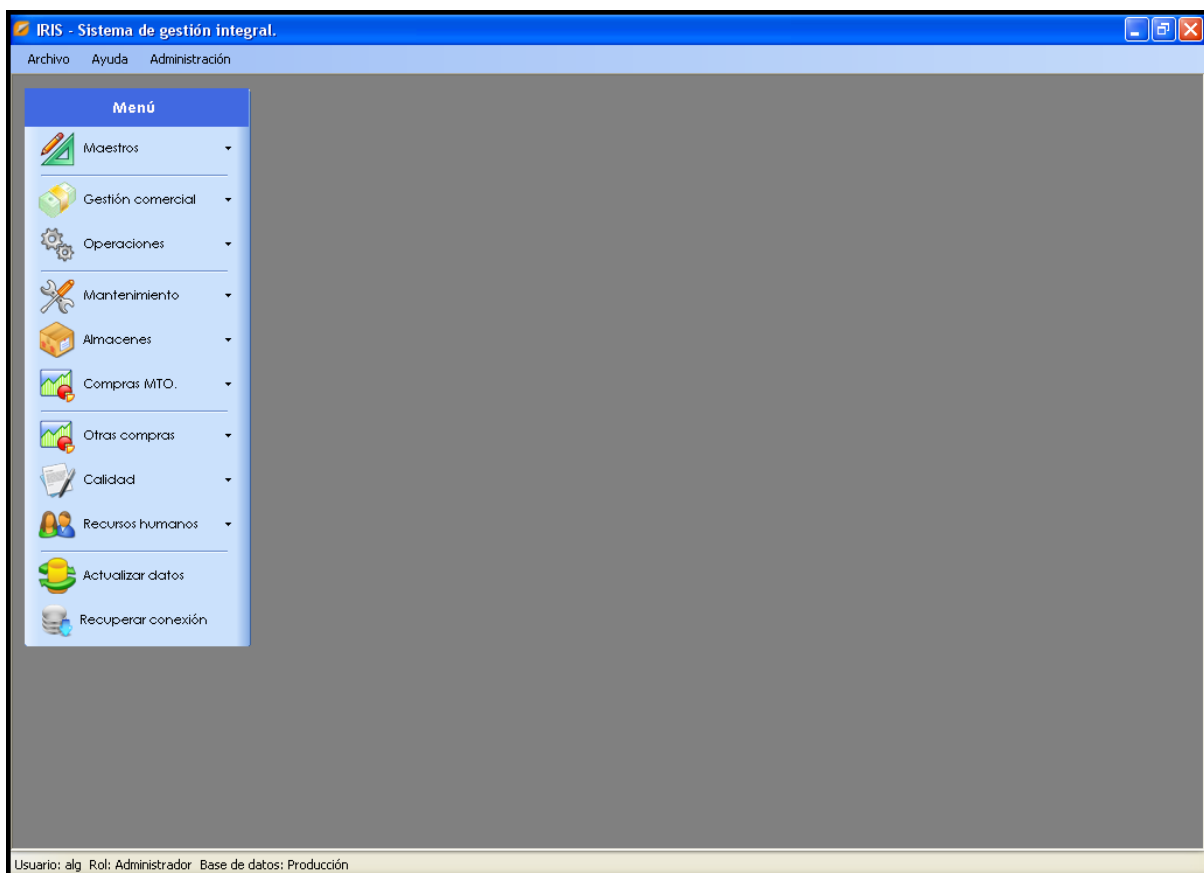 IRIS - Sistema de gestión integral.
Archivo Ayuda Administración
Menú
Maestros
Gestión comercial
Operaciones
Mantenimiento
Almacenes
Compras MTO.
Otras compras
Calidad
Recursos humanos
Actualizar datos
Recuperar conexión
Usuario: alg Rol: Administrador Base de datos: Producción